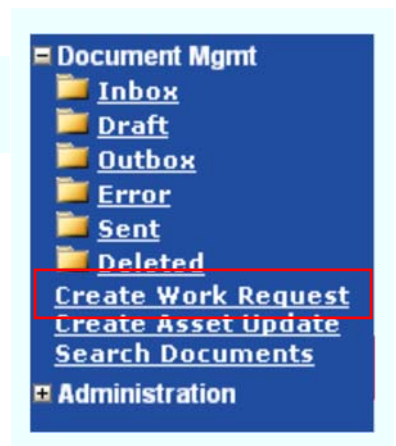 Document Mgmt
Inbox
Draft
Outbox
Error
Sent
Deleted
Create Work Request
Create Asset Update
Search Documents
Administration